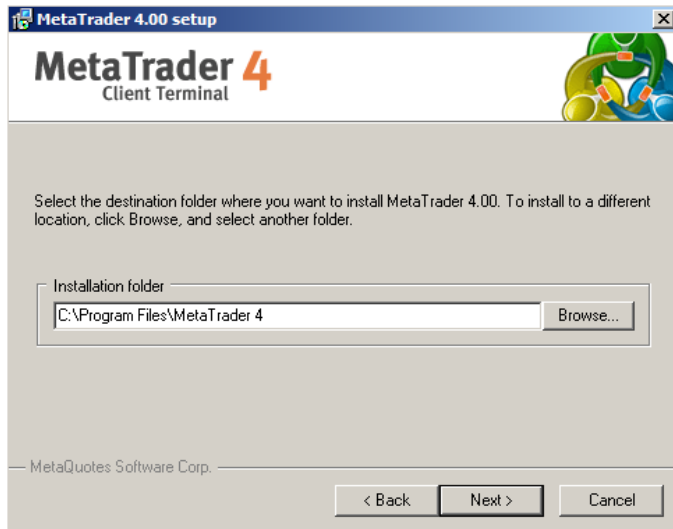 MetaTrader 4.00 setup
MetaTrader 4
Client Terminal
Select the destination folder where you want to install MetaTrader 4.00. To install to a different
location, click Browse, and select another folder.
Installation folder
C:\Program Files\MetaTrader 4
Browse...
MetaQuotes Software Corp.
< Back
Next >
Cancel